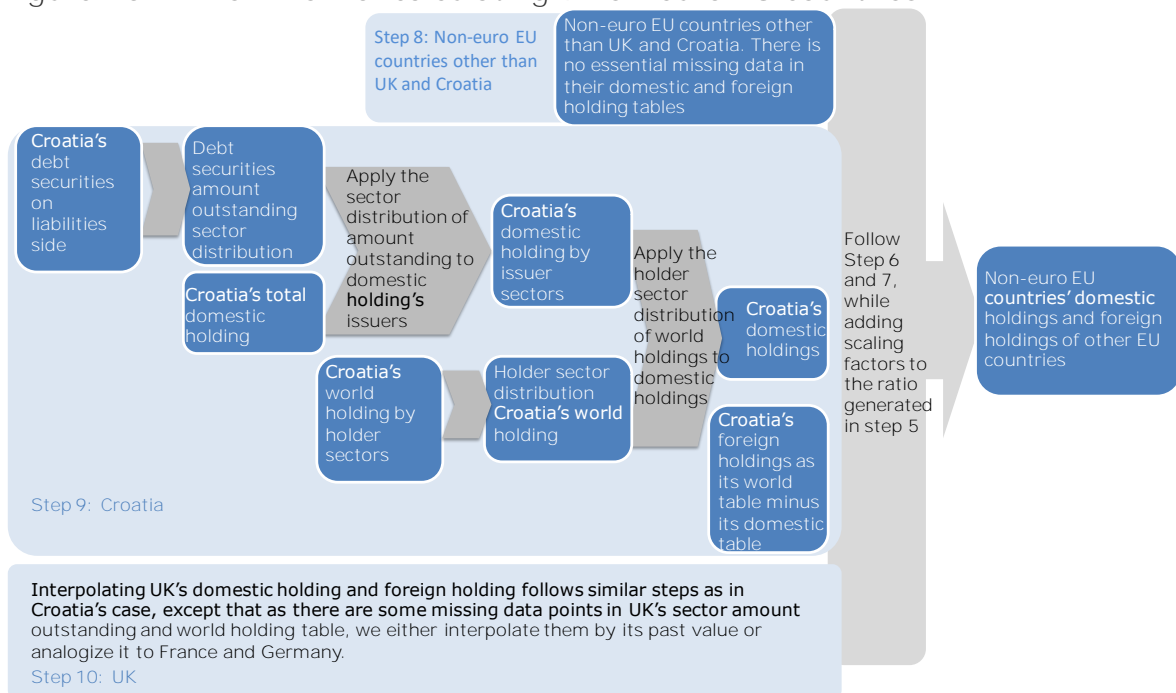 Step 8: Non-euro EU
countries other than
UK and Croatia
Non-euro EU countries other
than UK and Croatia. There is
no essential missing data in
their domestic and foreign
holding tables
Croatia's
debt
securities
on
liabilities
side
Debt
securities
amount
outstanding
sector
distribution
Croatia's total
domestic
holding
Apply the
sector
distribution of
amount
outstanding to
domestic
holding's
issuers
Croatia's
domestic
holding by
issuer
sectors
Croatia's
world
holding by
holder
sectors
Holder sector
distribution
Croatia's world
holding
Apply the
holder
sector
distribution
of world
holdings to
domestic
holdings
Croatia's
domestic
holdings
Croatia's
foreign
holdings as
its world
table minus
its domestic
table
Step 9: Croatia
Follow
Step 6
and 7,
while
adding
scaling
factors to
the ratio
generated
in step 5
Non-euro EU
countries' domestic
holdings and foreign
holdings of other EU
countries
Interpolating UK's domestic holding and foreign holding follows similar steps as in
Croatia's case, except that as there are some missing data points in UK's sector amount
outstanding and world holding table, we either interpolate them by its past value or
analogize it to France and Germany.
Step 10: UK